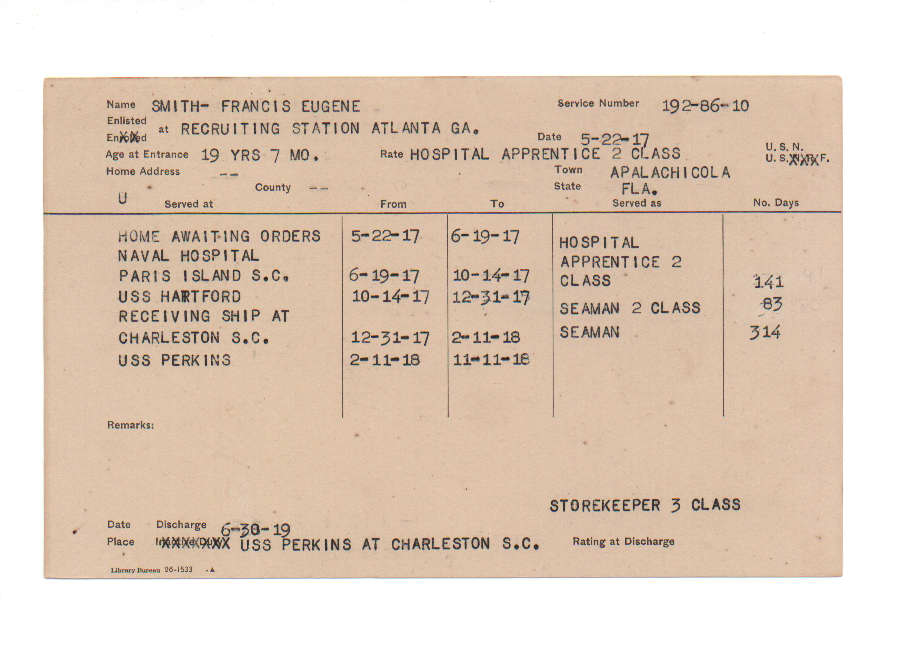 Name SMITH- FRANCIS EUGENE Service Number 192-86-10
Enlisted
Enrolled at RECRUITING STATION ATLANTA GA. Date 5-22-17
Age at Entrance 19 YRS 7 MO. Rate HOSPITAL APPRENTICE 2 CLASS U.S.N.
U.S.N.R.F.
Home Address -- Town APALACHICOLA
County -- State FLA.
U Served at From To Served as No. Days
HOME AWAITING ORDERS 5-22-17 6-19-17 HOSPITAL
NAVAL HOSPITAL APPRENTICE 2
PARIS ISLAND S.C. 6-19-17 10-14-17 CLASS 141
USS HARTFORD 10-14-17 12-31-17 SEAMAN 2 CLASS 83
RECEIVING SHIP AT
CHARLESTON S.C. 12-31-17 2-11-18 SEAMAN 314
USS PERKINS 2-11-18 11-11-18
Remarks:
STOREKEEPER 3 CLASS
Date Discharge 6-30-19
Place USS PERKINS AT CHARLESTON S.C. Rating at Discharge
Library Bureau 26-1533 -A